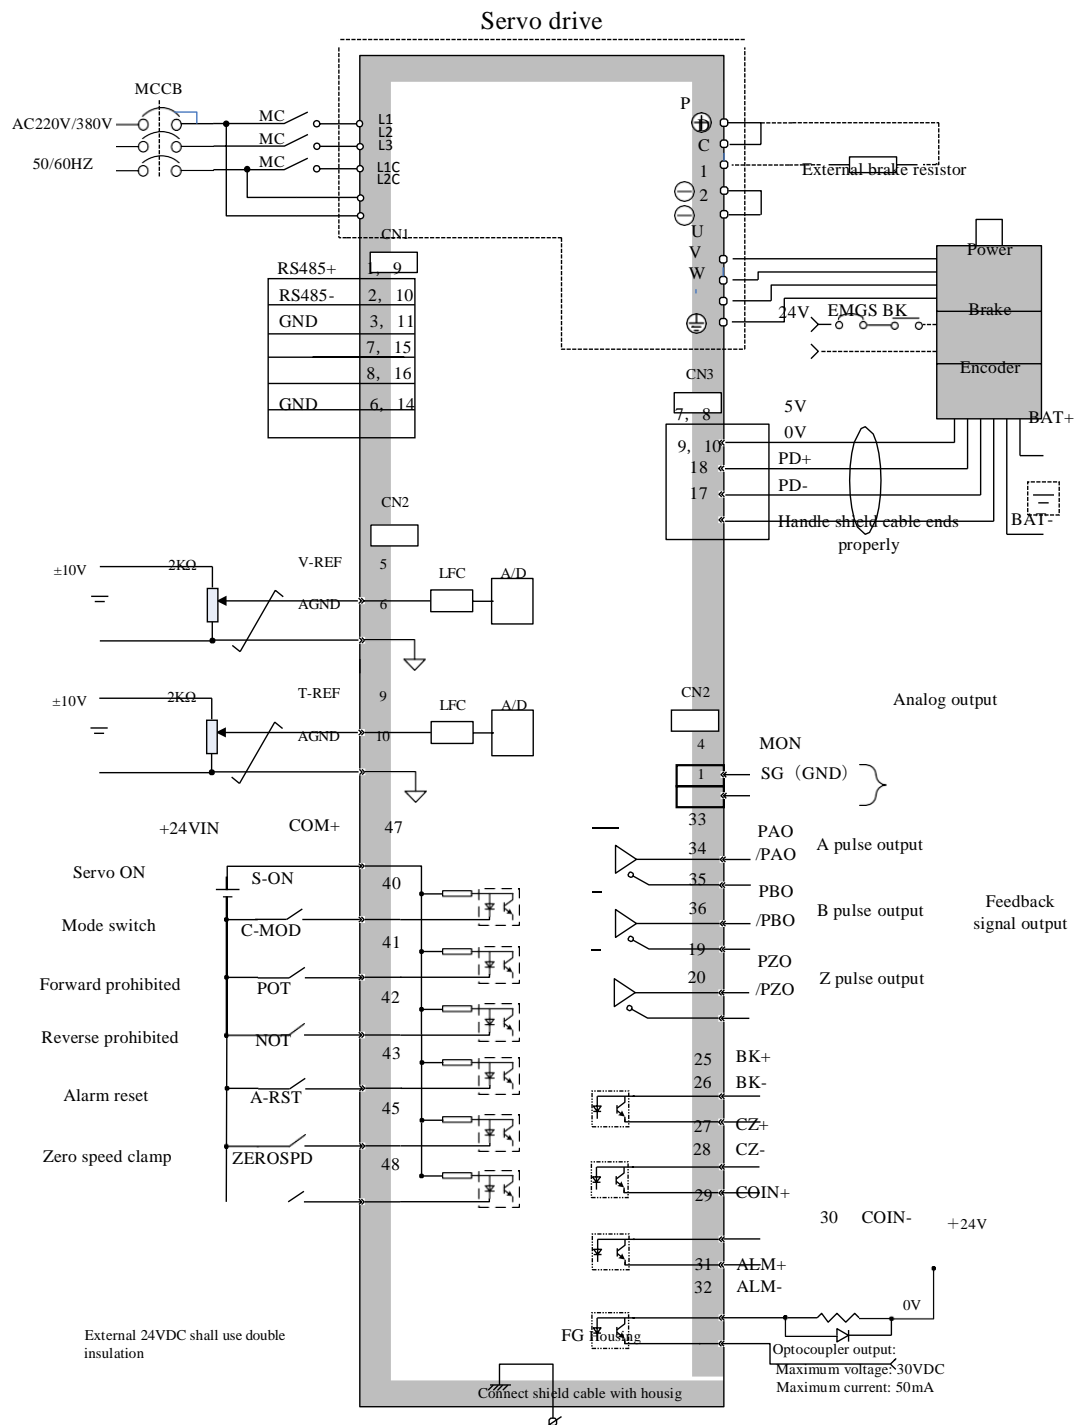 Servo drive
MCCB
AC220V/380V
50/60HZ
MC
MC
MC
L1
L2
L3
L1C
L2C
P
D
C
1
2
U
V
W
External brake resistor
Power
24V
EMGS BK
Brake
Encoder
CN1
RS485+ 1, 9
RS485- 2, 10
GND 3, 11
7, 15
8, 16
GND 6, 14
CN3
7, 8 5V
9, 10 0V
18 PD+
17 PD-
BAT+
BAT-
Handle shield cable ends
properly
CN2
±10V
2KΩ
V-REF 5
AGND 6
LFC
A/D
±10V
2KΩ
T-REF 9
AGND 10
LFC
A/D
CN2
Analog output
4 MON
1 SG（GND）
+24VIN COM+ 47
Servo ON S-ON 40
Mode switch C-MOD 41
Forward prohibited POT 42
Reverse prohibited NOT 43
Alarm reset A-RST 45
Zero speed clamp ZEROSPD 48
33 PAO
34 /PAO
A pulse output
35 PBO
36 /PBO
B pulse output
19 PZO
20 /PZO
Z pulse output
Feedback
signal output
25 BK+
26 BK-
27 CZ+
28 CZ-
29 COIN+
30 COIN-
+24V
31 ALM+
32 ALM-
0V
FG Housing
Optocoupler output:
Maximum voltage: 30VDC
Maximum current: 50mA
External 24VDC shall use double
insulation
Connect shield cable with housig